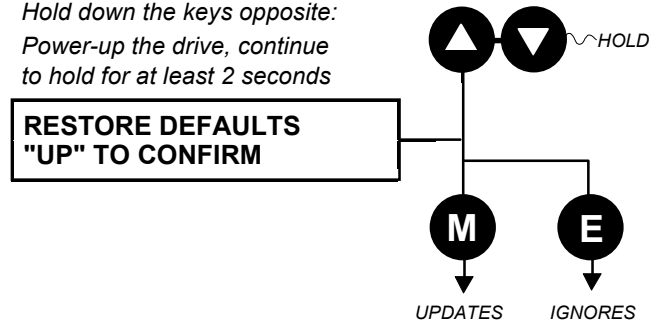 Hold down the keys opposite:
Power-up the drive, continue
to hold for at least 2 seconds
HOLD
RESTORE DEFAULTS
"UP" TO CONFIRM
M E
UPDATES IGNORES